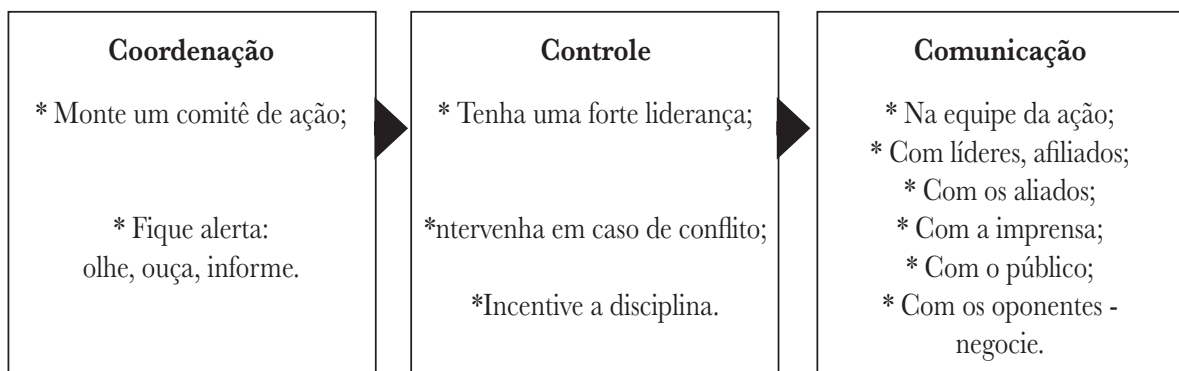 Coordenação
* Monte um comitê de ação;
* Fique alerta:
olhe, ouça, informe.
Controle
* Tenha uma forte liderança;
*ntervenha em caso de conflito;
*Incentive a disciplina.
Comunicação
* Na equipe da ação;
* Com líderes, afiliados;
* Com os aliados;
* Com a imprensa;
* Com o público;
* Com os oponentes -
negocie.